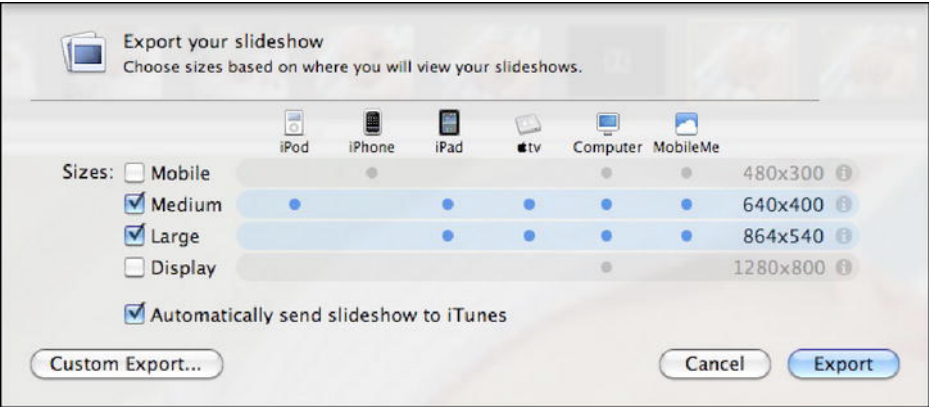 Export your slideshow
Choose sizes based on where you will view your slideshows.
iPod iPhone iPad tv Computer MobileMe
Sizes: Mobile 480x300
Medium 640x400
Large 864x540
Display 1280x800
Automatically send slideshow to iTunes
Custom Export... Cancel Export